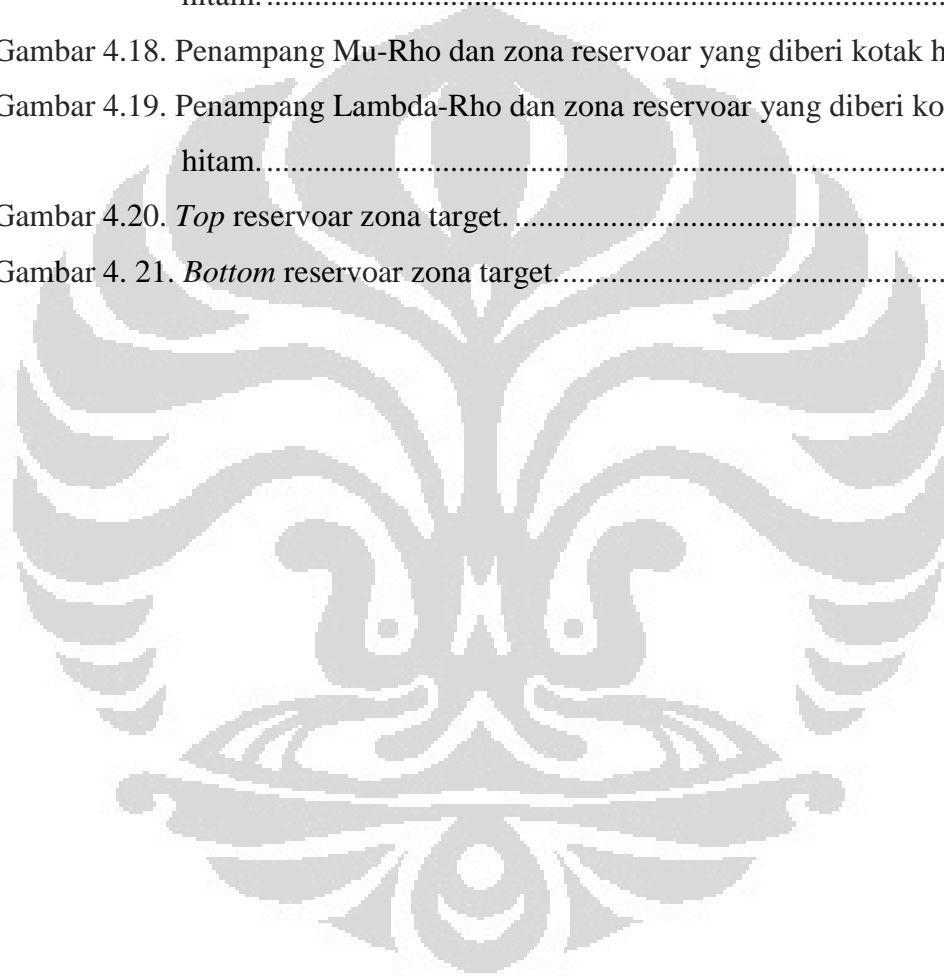 hitam.......................................................................................
Gambar 4.18. Penampang Mu-Rho dan zona reservoar yang diberi kotak
Gambar 4.19. Penampang Lambda-Rho dan zona reservoar yang diberi
hitam.......................................................................................
Gambar 4.20. Top reservoar zona target. ......................................................
Gambar 4. 21. Bottom reservoar zona target.................................................